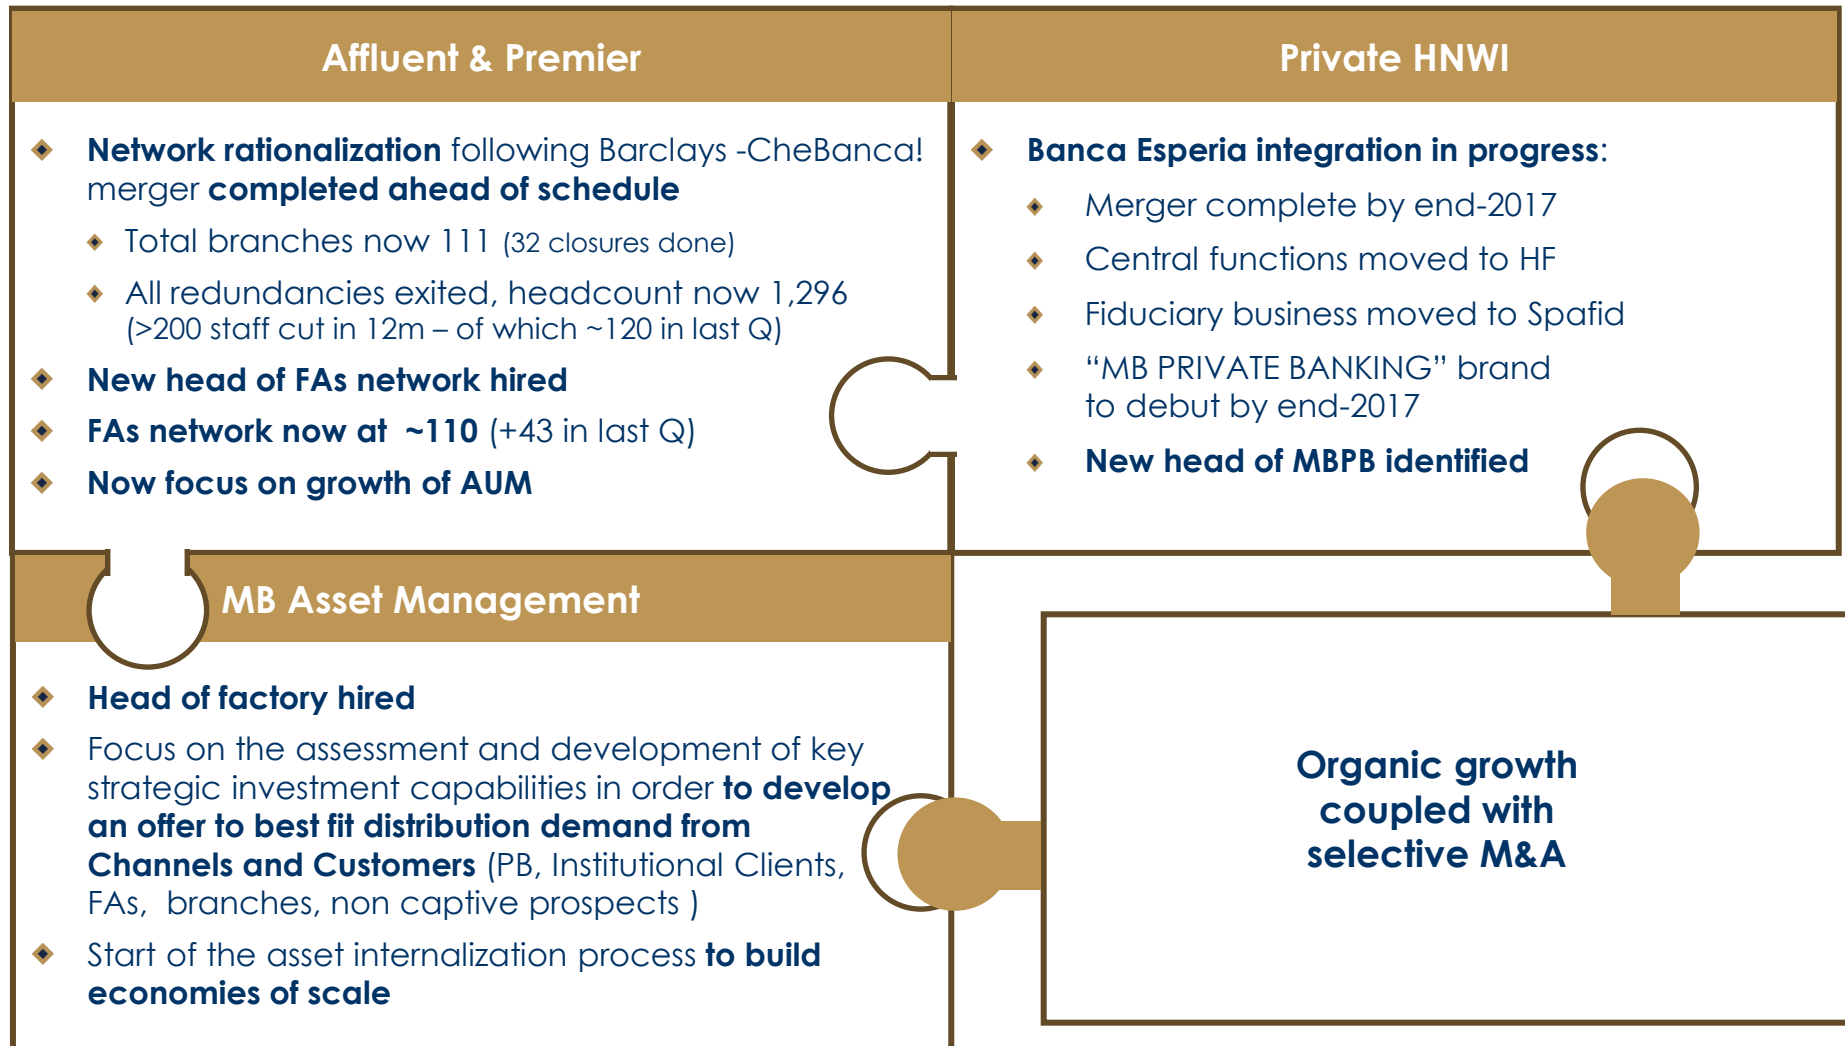 Affluent & Premier
Network rationalization following Barclays -CheBanca!
merger completed ahead of schedule
Total branches now 111 (32 closures done)
All redundancies exited, headcount now 1,296
(>200 staff cut in 12m – of which ~120 in last Q)
New head of FAs network hired
FAs network now at ~110 (+43 in last Q)
Now focus on growth of AUM
Private HNWI
Banca Esperia integration in progress:
Merger complete by end-2017
Central functions moved to HF
Fiduciary business moved to Spafid
“MB PRIVATE BANKING” brand
to debut by end-2017
New head of MBPB identified
MB Asset Management
Head of factory hired
Focus on the assessment and development of key
strategic investment capabilities in order to develop
an offer to best fit distribution demand from
Channels and Customers (PB, Institutional Clients,
FAs, branches, non captive prospects )
Start of the asset internalization process to build
economies of scale
Organic growth
coupled with
selective M&A